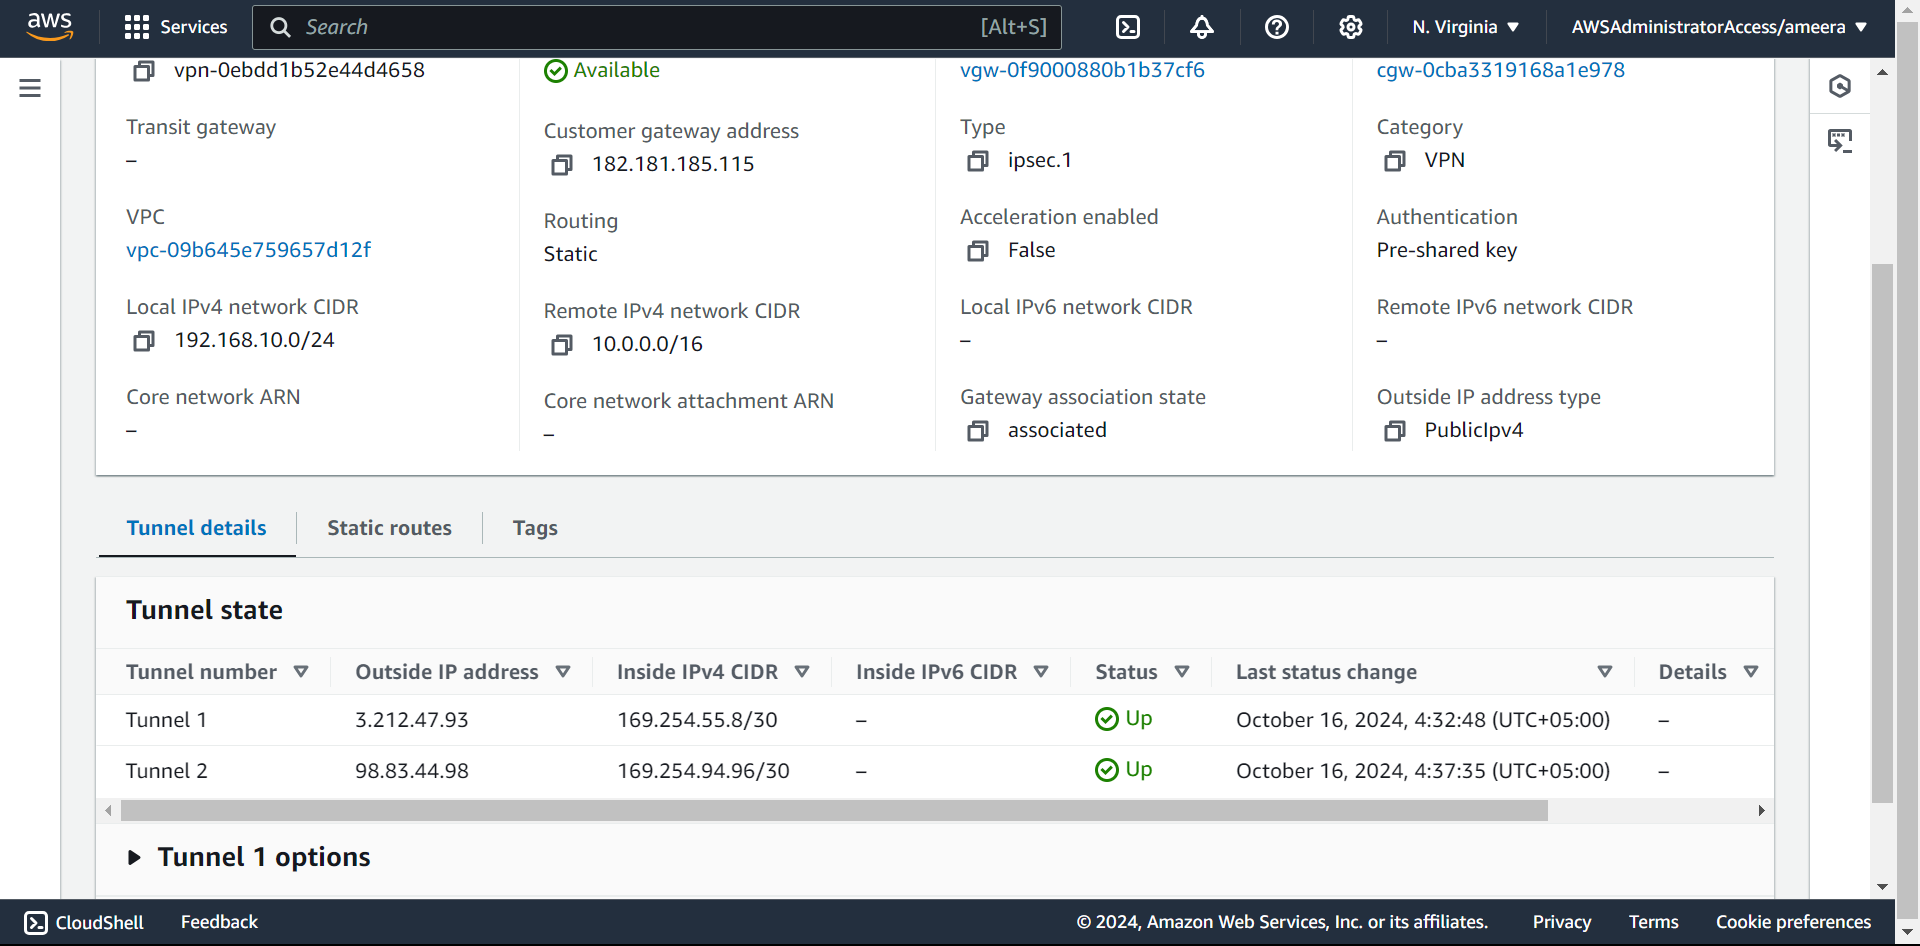 aws
Services
Search
[Alt+S]
N. Virginia
AWSAdministratorAccess/ameera
vpn-0ebdd1b52e44d4658
Available
vgw-0f9000880b1b37cf6
cgw-0cba3319168a1e978
Transit gateway
–
Customer gateway address
182.181.185.115
Type
ipsec.1
Category
VPN
VPC
vpc-09b645e759657d12f
Routing
Static
Acceleration enabled
False
Authentication
Pre-shared key
Local IPv4 network CIDR
192.168.10.0/24
Remote IPv4 network CIDR
10.0.0.0/16
Local IPv6 network CIDR
–
Remote IPv6 network CIDR
–
Core network ARN
–
Core network attachment ARN
–
Gateway association state
associated
Outside IP address type
PublicIpv4
Tunnel details
Static routes
Tags
Tunnel state
Tunnel number Outside IP address Inside IPv4 CIDR Inside IPv6 CIDR Status Last status change Details
Tunnel 1 3.212.47.93 169.254.55.8/30 – Up October 16, 2024, 4:32:48 (UTC+05:00) –
Tunnel 2 98.83.44.98 169.254.94.96/30 – Up October 16, 2024, 4:37:35 (UTC+05:00) –
Tunnel 1 options
CloudShell
Feedback
© 2024, Amazon Web Services, Inc. or its affiliates.
Privacy
Terms
Cookie preferences